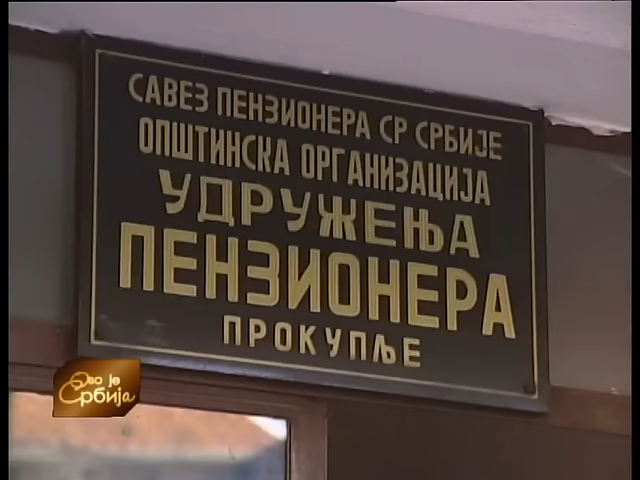 САВЕЗ ПЕНЗИОНЕРА СР СРБИЈЕ
ОПШТИНСКА ОРГАНИЗАЦИЈА
УДРУЖЕЊА
ПЕНЗИОНЕРА
ПРОКУПЉЕ
Ово је
Србија